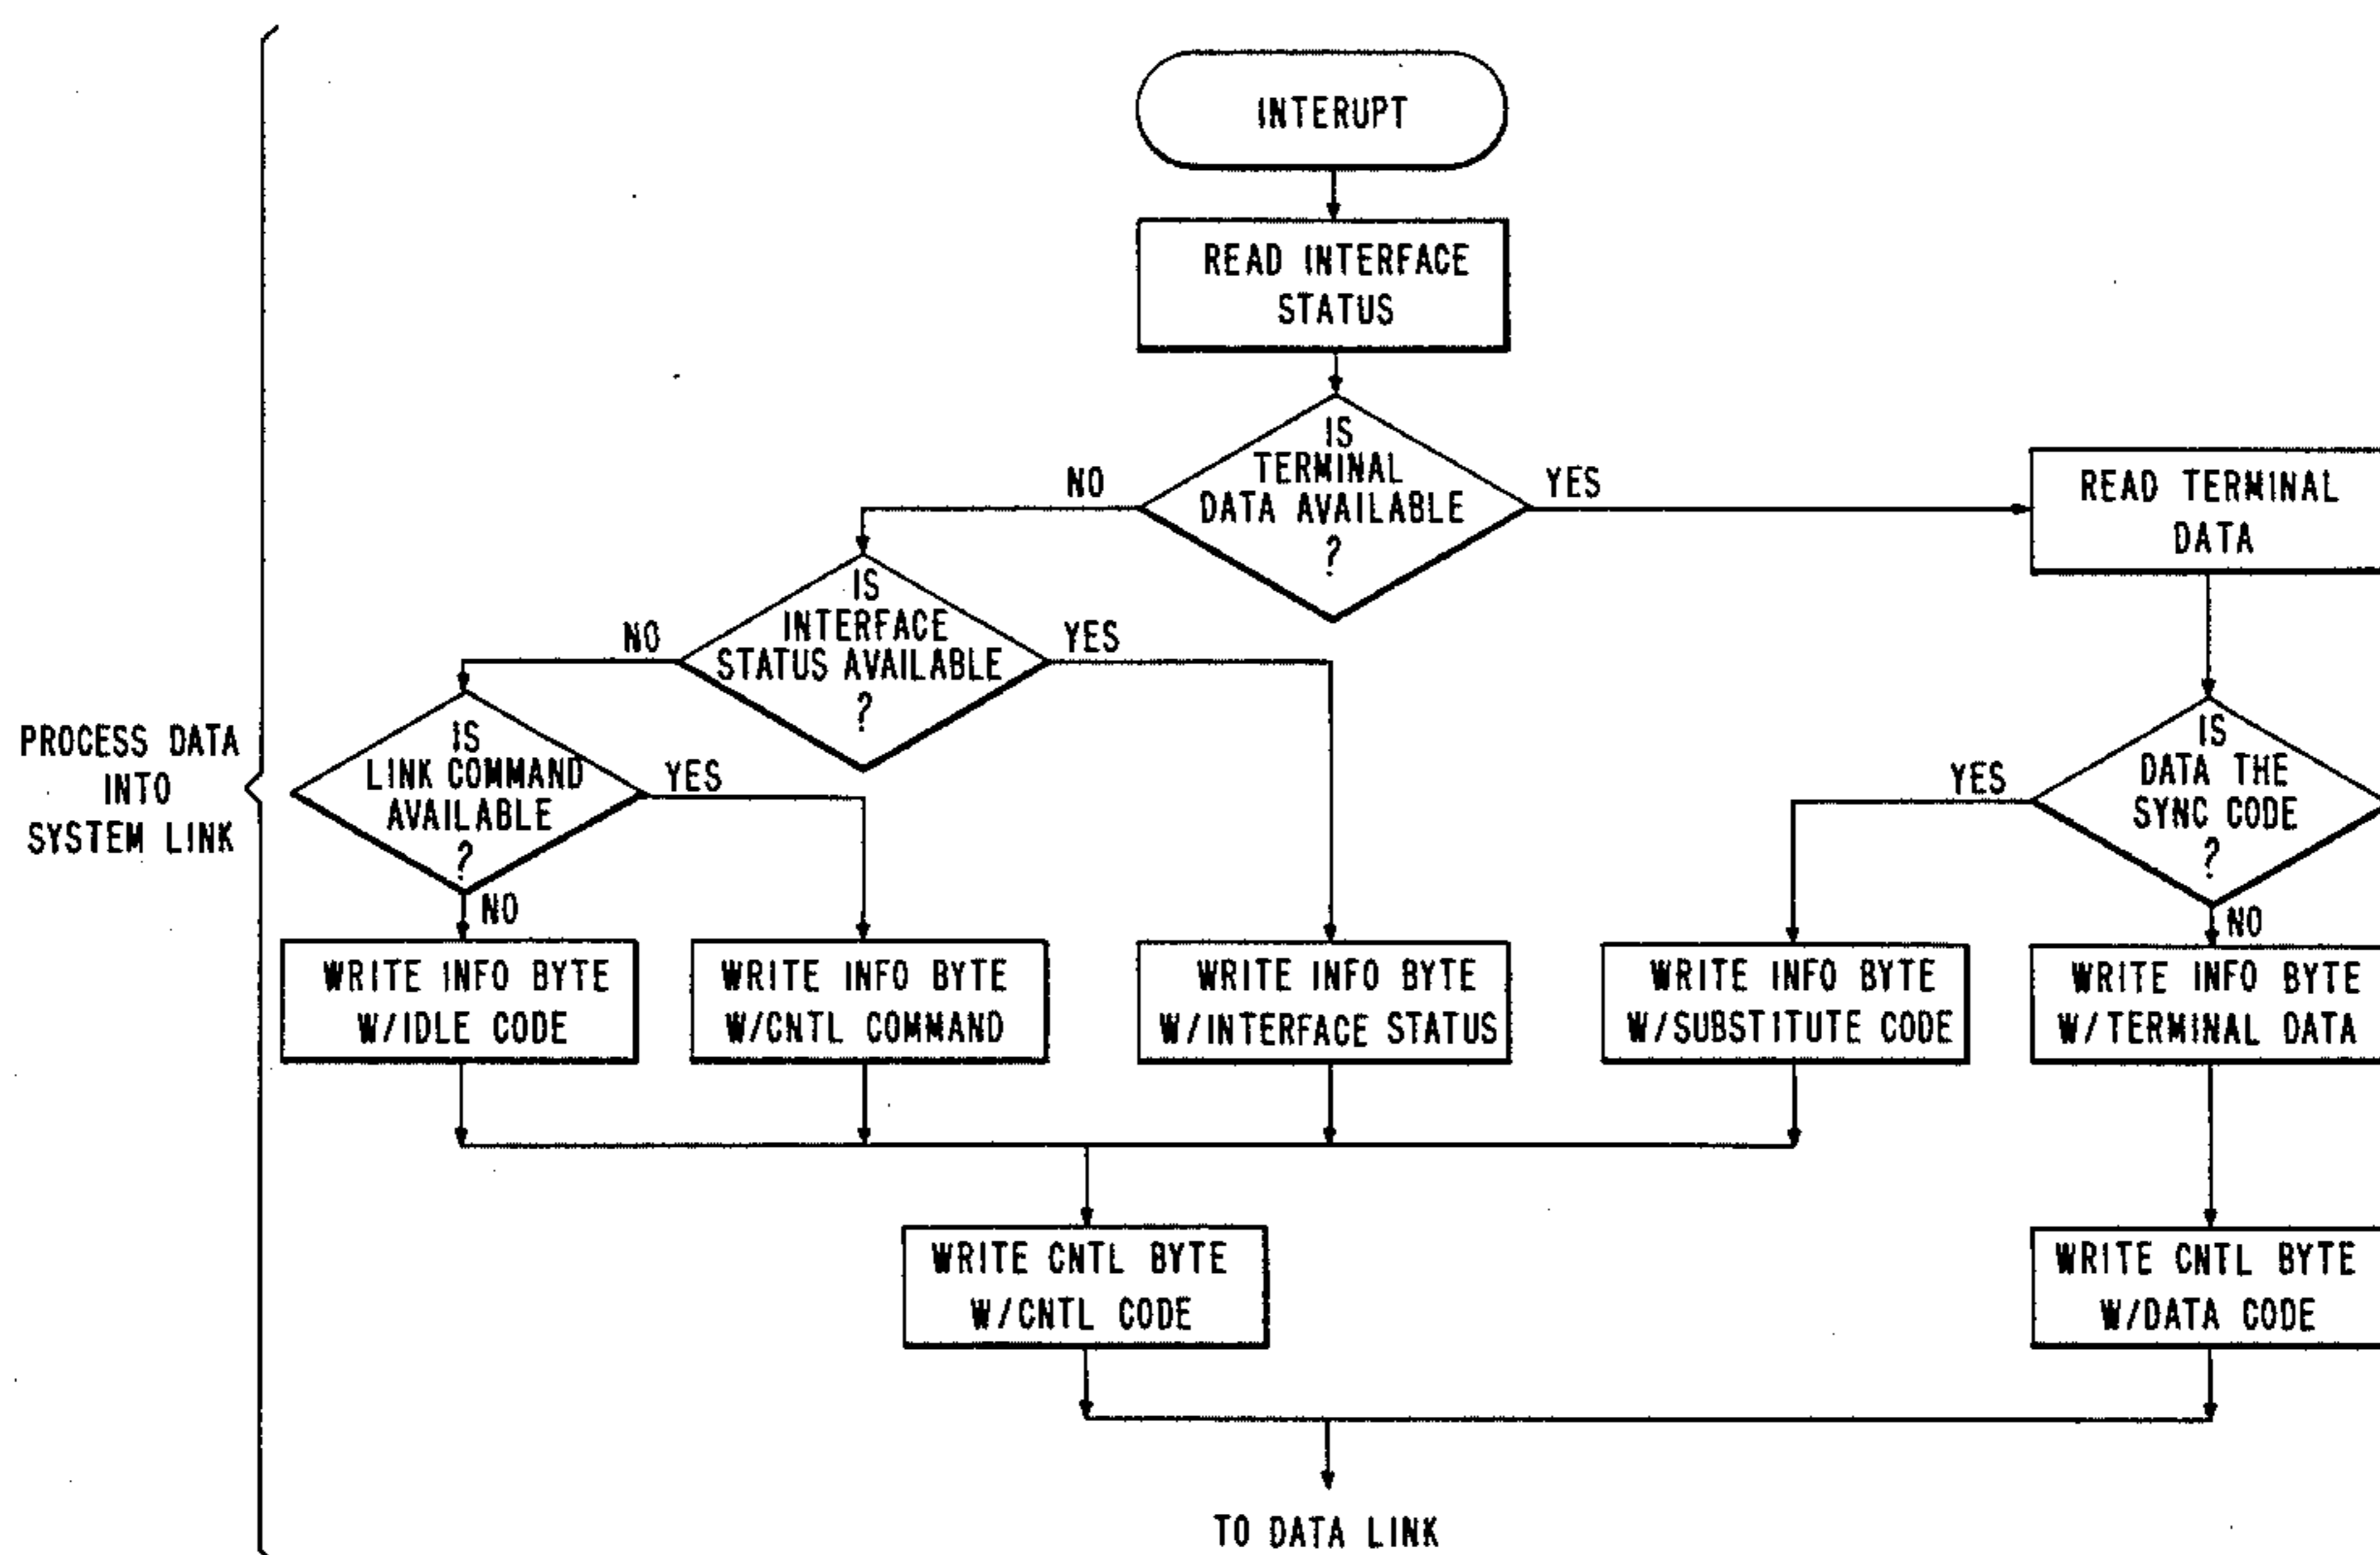 INTERUPT
READ INTERFACE
STATUS
IS
TERMINAL
DATA AVAILABLE
?
NO
YES
READ TERMINAL
DATA
IS
INTERFACE
STATUS AVAILABLE
?
NO
YES
IS
LINK COMMAND
AVAILABLE
?
YES
NO
IS
DATA THE
SYNC CODE
?
YES
NO
PROCESS DATA
INTO
SYSTEM LINK
WRITE INFO BYTE
W/IDLE CODE
WRITE INFO BYTE
W/CNTL COMMAND
WRITE INFO BYTE
W/INTERFACE STATUS
WRITE INFO BYTE
W/SUBSTITUTE CODE
WRITE INFO BYTE
W/TERMINAL DATA
WRITE CNTL BYTE
W/CNTL CODE
WRITE CNTL BYTE
W/DATA CODE
TO DATA LINK